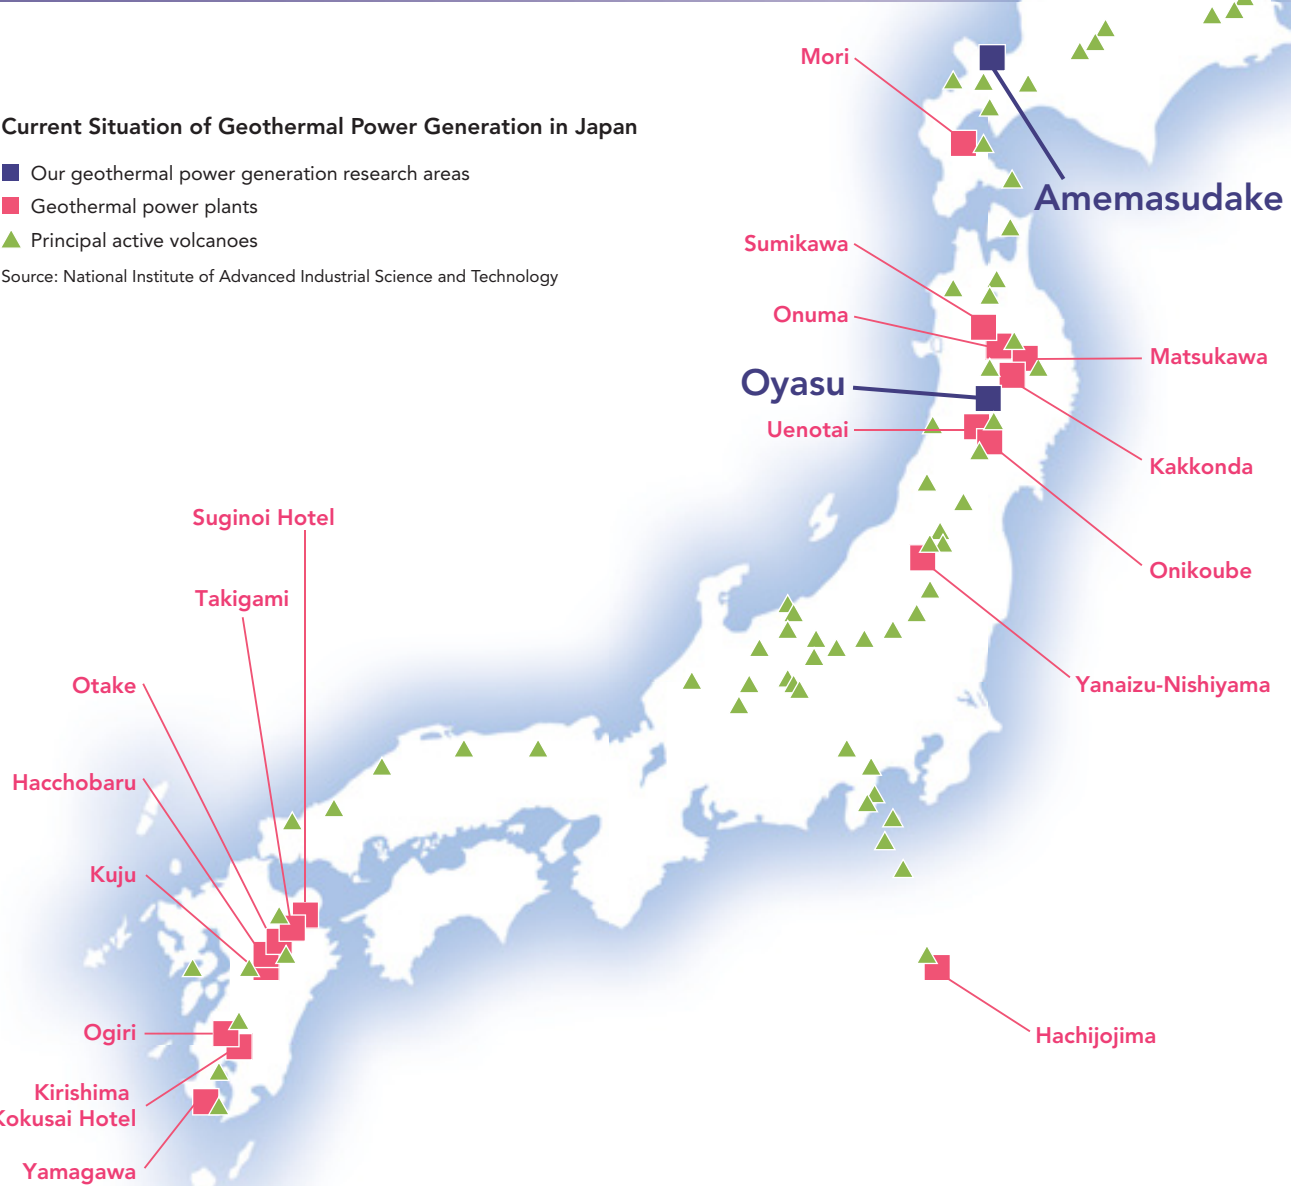 Current Situation of Geothermal Power Generation in Japan
Our geothermal power generation research areas
Geothermal power plants
Principal active volcanoes
Source: National Institute of Advanced Industrial Science and Technology
Mori
Amemasudake
Sumikawa
Onuma
Matsukawa
Oyasu
Uenotai
Kakkonda
Suginoi Hotel
Onikoube
Takigami
Otake
Yanaizu-Nishiyama
Hacchobaru
Kuju
Ogiri
Hachijojima
Kirishima
Kokusai Hotel
Yamagawa